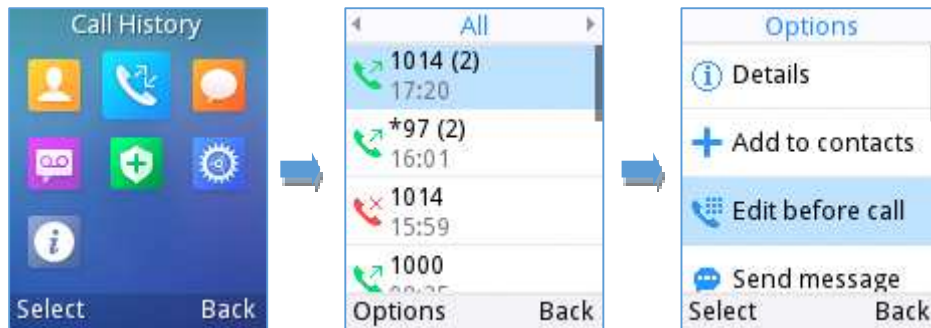 Call History
Select Back
All
1014 (2)
17:20
*97 (2)
16:01
1014
15:59
1000
Options Back
Options
Details
Add to contacts
Edit before call
Send message
Select Back